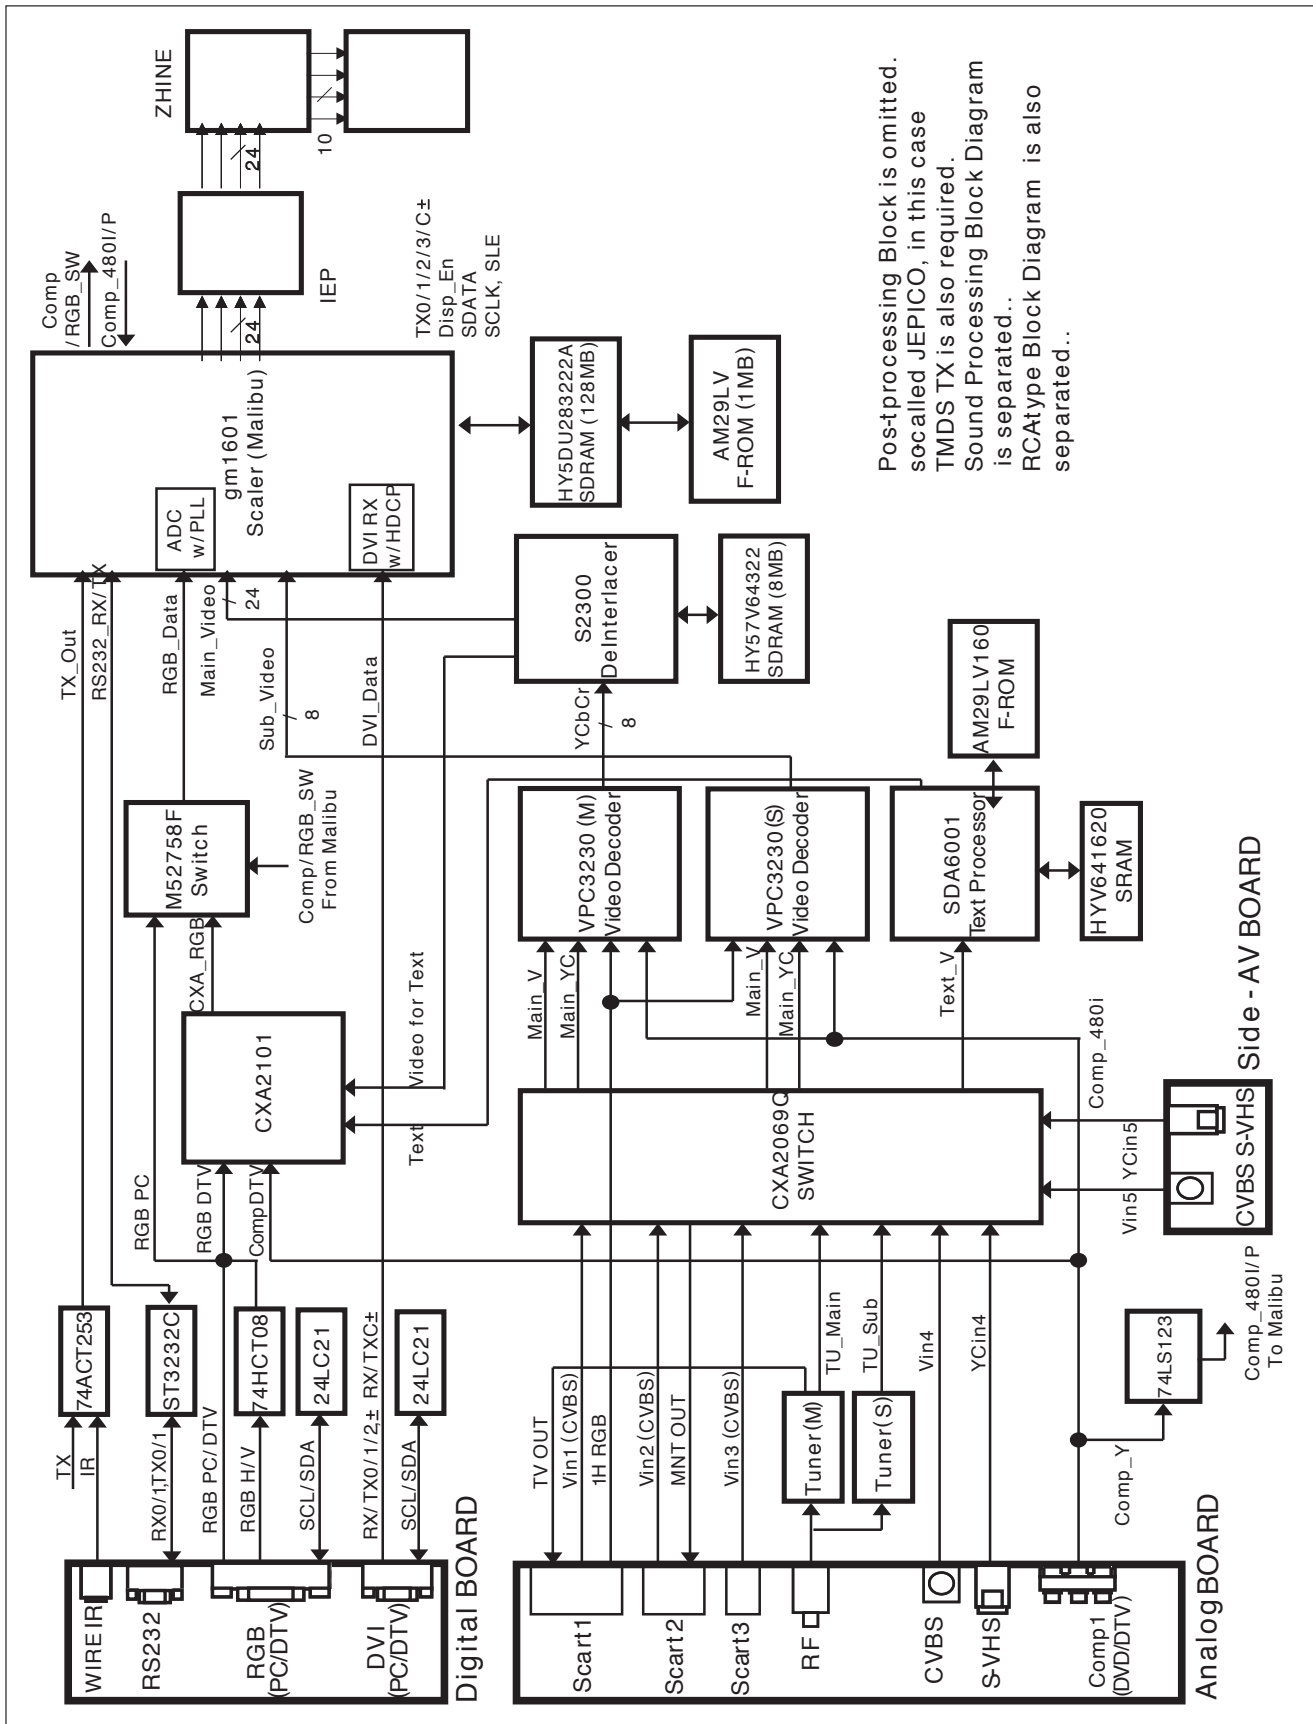 ZHINE
10
24
IEP
24
Comp
/RGB_SW
Comp_480I/P
TX0/1/2/3/C±
Disp_En
SDATA
SCLK, SLE
gm1601
Scaler (Malibu)
ADC
w/PLL
DVI RX
w/HDCP
HY5DU283222A
SDRAM (128MB)
AM29LV
F-ROM (1MB)
Pos-tprocessing Block is omitted.
socalled JEPICO, in this case
TMDS TX is also required.
Sound Processing Block Diagram
is separated..
RCAtype Block Diagram is also
separated..
TX_Out
RS232_RX/TX
RGB_Data
Main_Video
24
Sub_Video
8
DVI_Data
S2300
DeInterlacer
HY57V64322
SDRAM (8MB)
YCbCr
8
AM29LV160
F-ROM
M52758F
Switch
Comp/RGB_SW
From Malibu
VPC3230 (M)
Video Decoder
VPC3230 (S)
Video Decoder
SDA6001
Text Processor
HYV641620
SRAM
CXA_RGB
CXA2101
Video for Text
Text
Main_V
Main_YC
Main_V
Main_YC
Text_V
CXA2069Q
SWITCH
Comp_480i
YCin5
Vin5
CVBS S-VHS
Side - AV BOARD
RGB PC
RGB DTV
CompDTV
74ACT253
ST3232C
74HCT08
24LC21
24LC21
TX
IR
RX0/1,TX0/1
RGB PC/DTV
RGB H/V
SCL/SDA
RX/TX0/1/2,± RX/TXC±
SCL/SDA
WIRE IR
RS232
RGB
(PC/DTV)
DVI
(PC/DTV)
Digital BOARD
TV OUT
Vin1 (CVBS)
1H RGB
Vin2 (CVBS)
MNT OUT
Vin3 (CVBS)
Tuner(M)
Tuner(S)
TU_Main
TU_Sub
Vin4
YCin4
Comp_Y
74LS123
Comp_480I/P
To Malibu
Scart1
Scart2
Scart3
RF
CVBS
S-VHS
Comp1
(DVD/DTV)
Analog BOARD